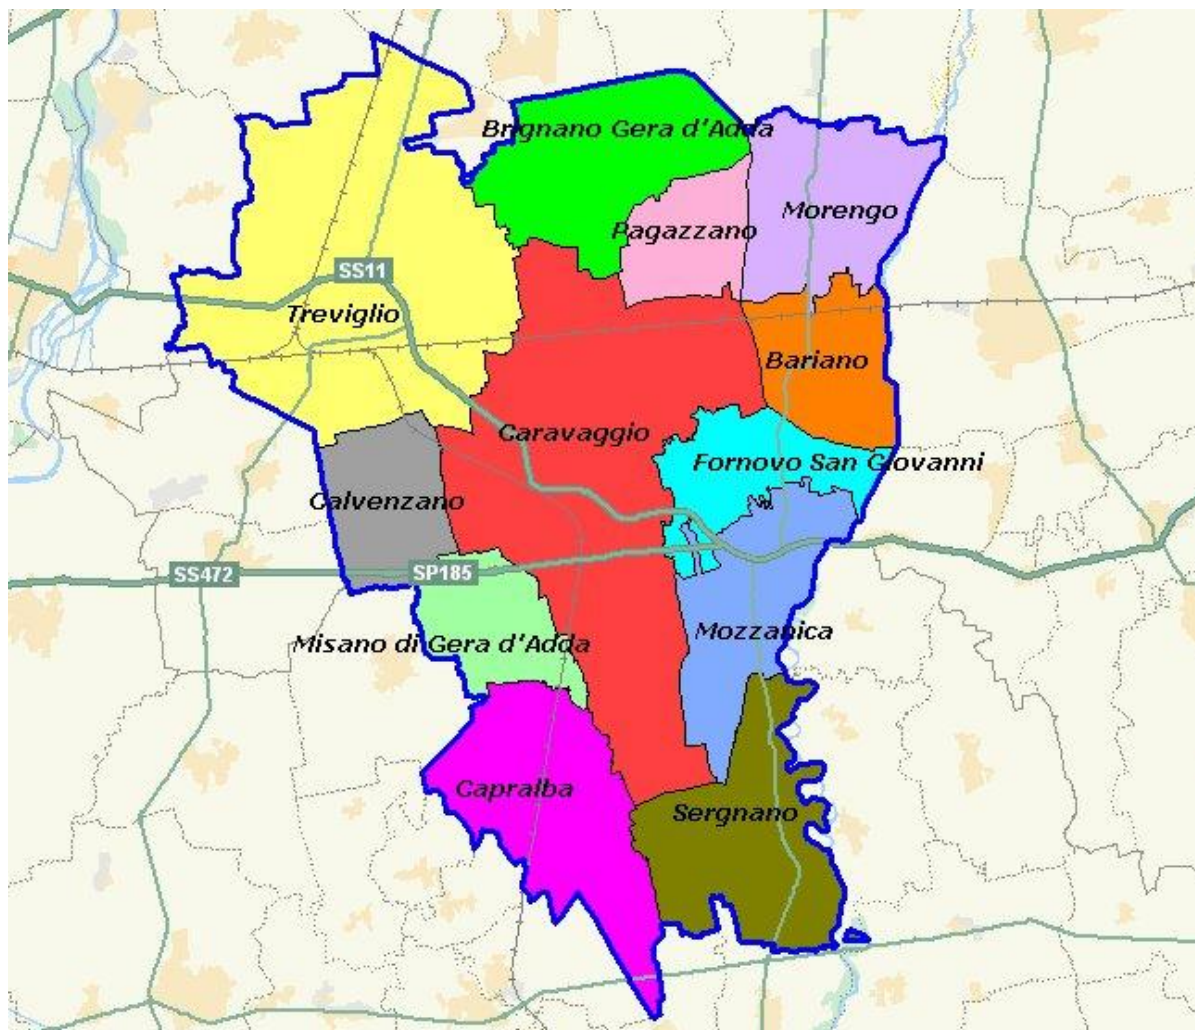 Brignano Gera d'Adda
Morengo
Pagazzano
SS11
Treviglio
Bariano
Caravaggio
Fornovo San Giovanni
Calvenzano
SS472
SP185
Mozzanica
Misano di Gera d'Adda
Capralba
Sergnano